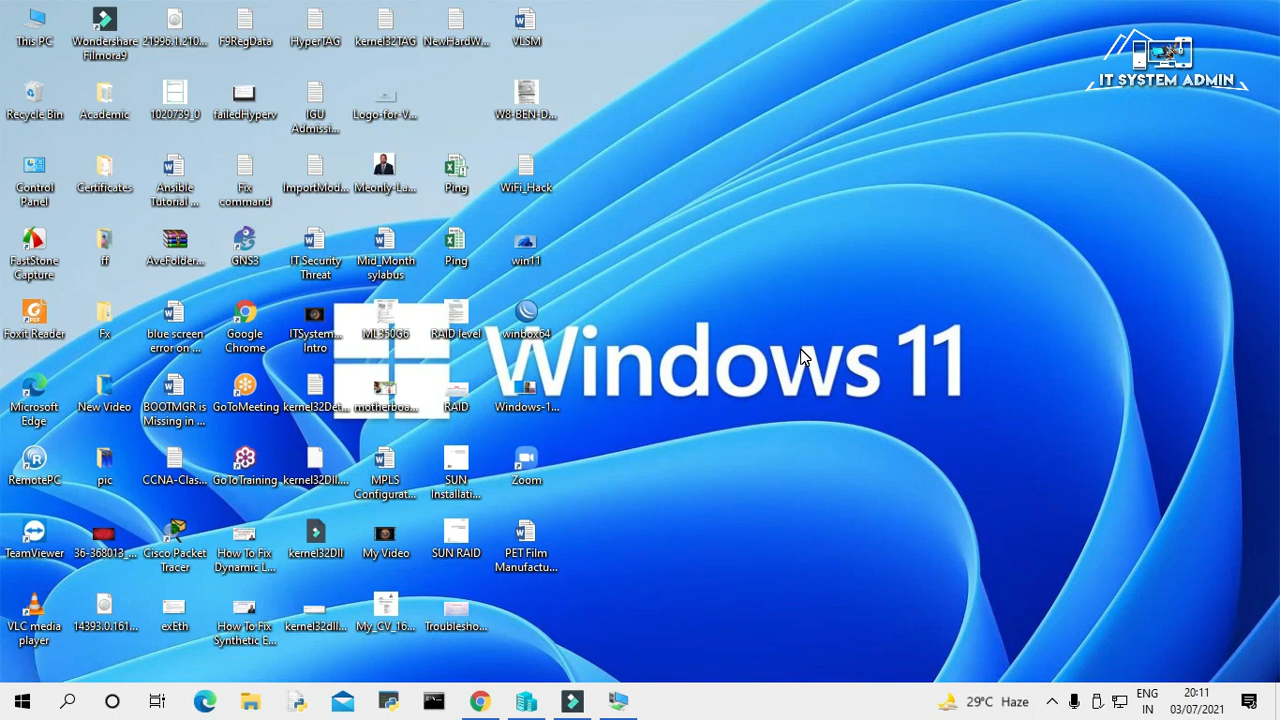 This PC
Wondershare
Filmora9
21996.1.210...
F9RegData
HyperTAG
kernel32TAG
NewHardW...
VLSM
IT SYSTEM ADMIN
Recycle Bin
Academic
1020739_0
failedHyperv
IGU
Admissi...
Logo-for-V...
W8-BEN-D...
Control
Panel
Certificates
Ansible
Tutorial ...
Fix
command
ImportMod...
Meonly-La...
Ping
WiFi_Hack
FastStone
Capture
ff
AveFolder...
GNS3
IT Security
Threat
Mid_Month
sylabus
Ping
win11
Foxit Reader
Fx
blue screen
error on ...
Google
Chrome
ITSystem...
Intro
ML350G6
RAID level
winbox64
Windows 11
Microsoft
Edge
New Video
BOOTMGR is
Missing in ...
GoToMeeting
kernel32Det...
motherboa...
RAID
Windows-1...
RemotePC
pic
CCNA-Clas...
GoToTraining
kernel32Dll....
MPLS
Configurat...
SUN
Installati...
Zoom
TeamViewer
36-368013_...
Cisco Packet
Tracer
How To Fix
Dynamic L...
kernel32Dll
My Video
SUN RAID
PET Film
Manufactu...
VLC media
player
14393.0.161...
exEth
How To Fix
Synthetic E...
kernel32dll...
My_CV_16...
Troublesho...
29°C Haze
ENG
IN
20:11
03/07/2021